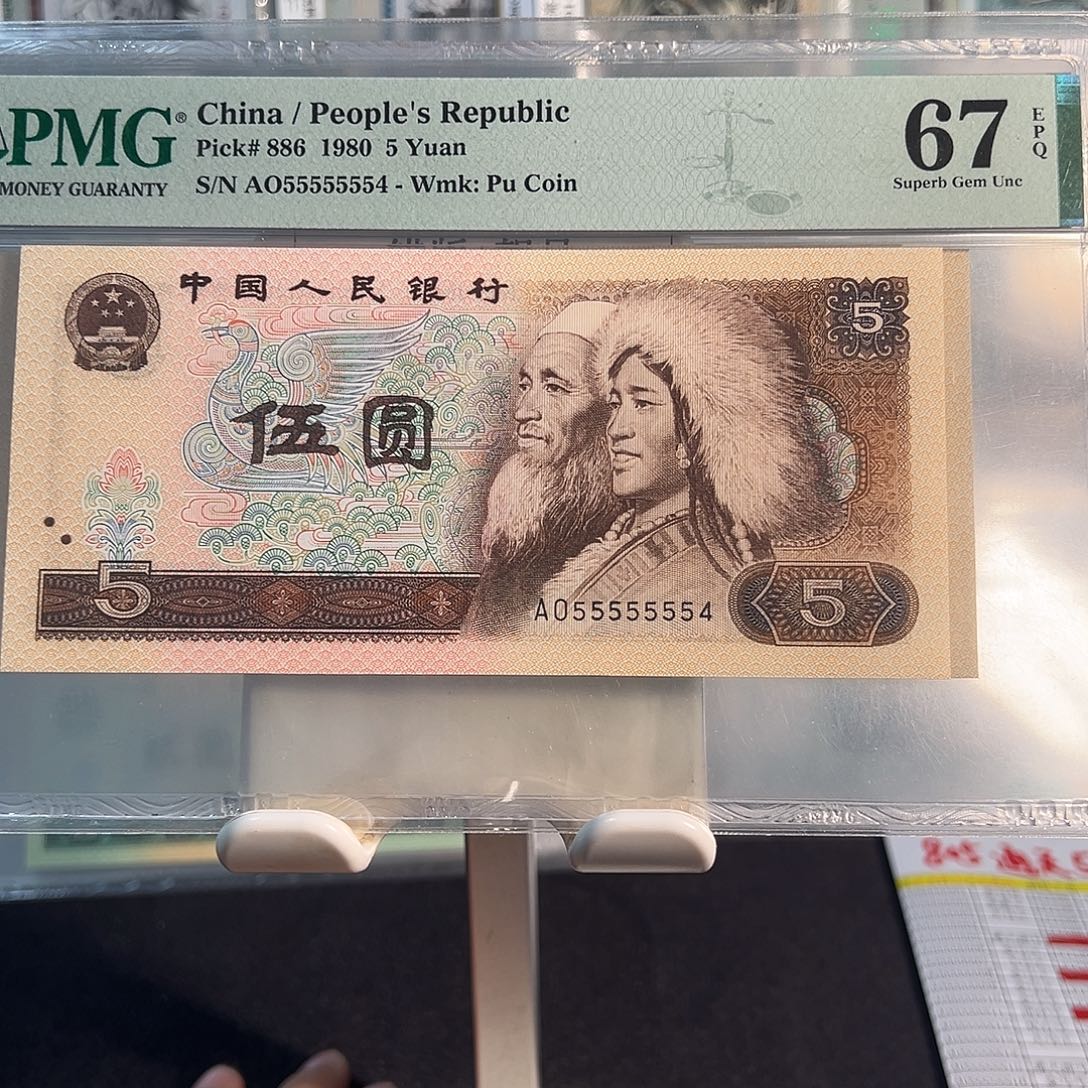 PMG® China / People's Republic
Pick# 886 1980 5 Yuan
MONEY GUARANTY
S/N AO55555554 - Wmk: Pu Coin
67 EPQ
Superb Gem Unc
中国人民银行
5
伍圆
5
AO55555554
5